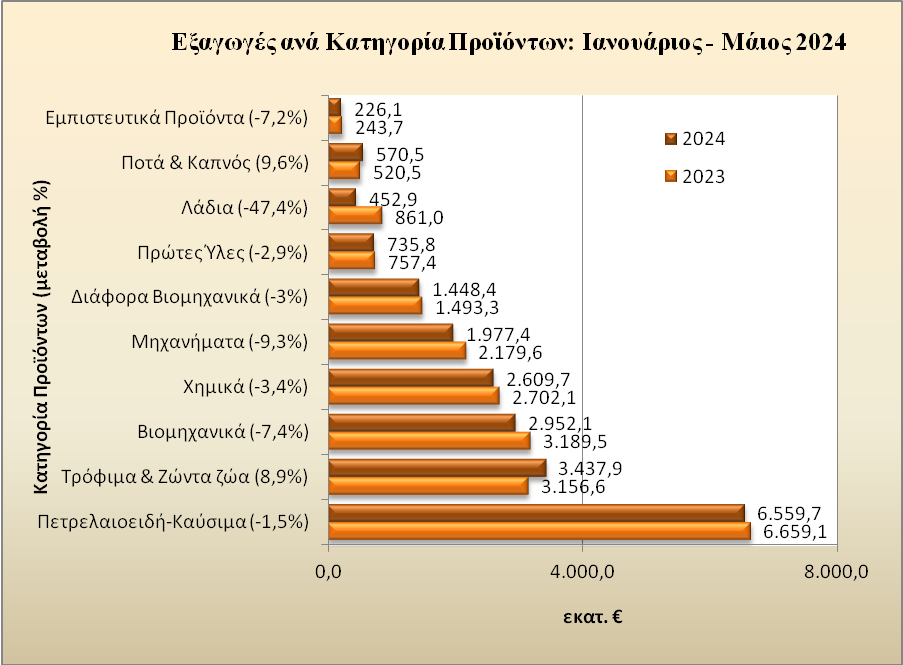 Εξαγωγές ανά Κατηγορία Προϊόντων: Ιανουάριος - Μάιος 2024
Κατηγορία Προϊόντων (μεταβολή %)
Εμπιστευτικά Προϊόντα (-7,2%)
226,1
243,7
Ποτά & Καπνός (9,6%)
570,5
520,5
Λάδια (-47,4%)
452,9
861,0
Πρώτες Ύλες (-2,9%)
735,8
757,4
Διάφορα Βιομηχανικά (-3%)
1.448,4
1.493,3
Μηχανήματα (-9,3%)
1.977,4
2.179,6
Χημικά (-3,4%)
2.609,7
2.702,1
Βιομηχανικά (-7,4%)
2.952,1
3.189,5
Τρόφιμα & Ζώντα ζώα (8,9%)
3.437,9
3.156,6
Πετρελαιοειδή-Καύσιμα (-1,5%)
6.559,7
6.659,1
2024
2023
0,0
4.000,0
8.000,0
εκατ. €